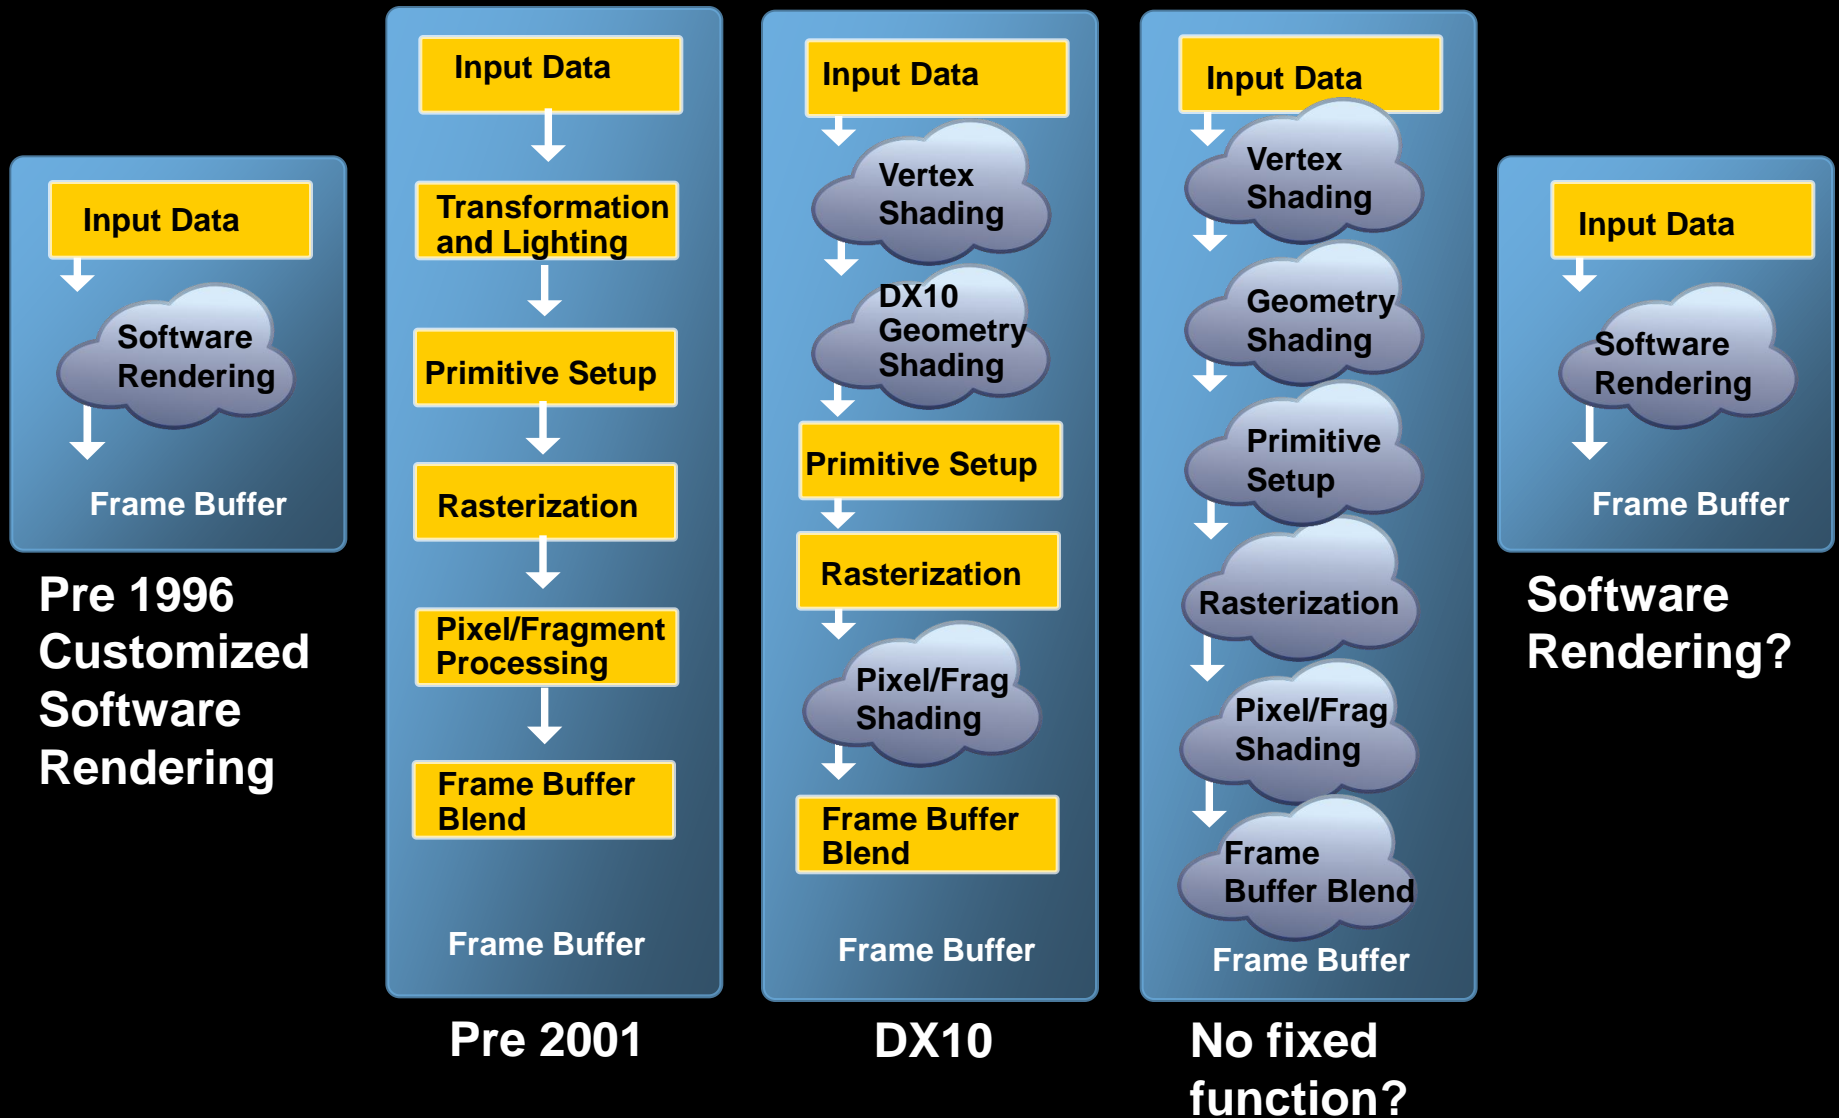 Input Data
Software
Rendering
Frame Buffer
Pre 1996
Customized
Software
Rendering
Input Data
Transformation
and Lighting
Primitive Setup
Rasterization
Pixel/Fragment
Processing
Frame Buffer
Blend
Frame Buffer
Pre 2001
Input Data
Vertex
Shading
DX10
Geometry
Shading
Primitive Setup
Rasterization
Pixel/Frag
Shading
Frame Buffer
Blend
Frame Buffer
DX10
Input Data
Vertex
Shading
Geometry
Shading
Primitive
Setup
Rasterization
Pixel/Frag
Shading
Frame
Buffer Blend
Frame Buffer
No fixed
function?
Input Data
Software
Rendering
Frame Buffer
Software
Rendering?